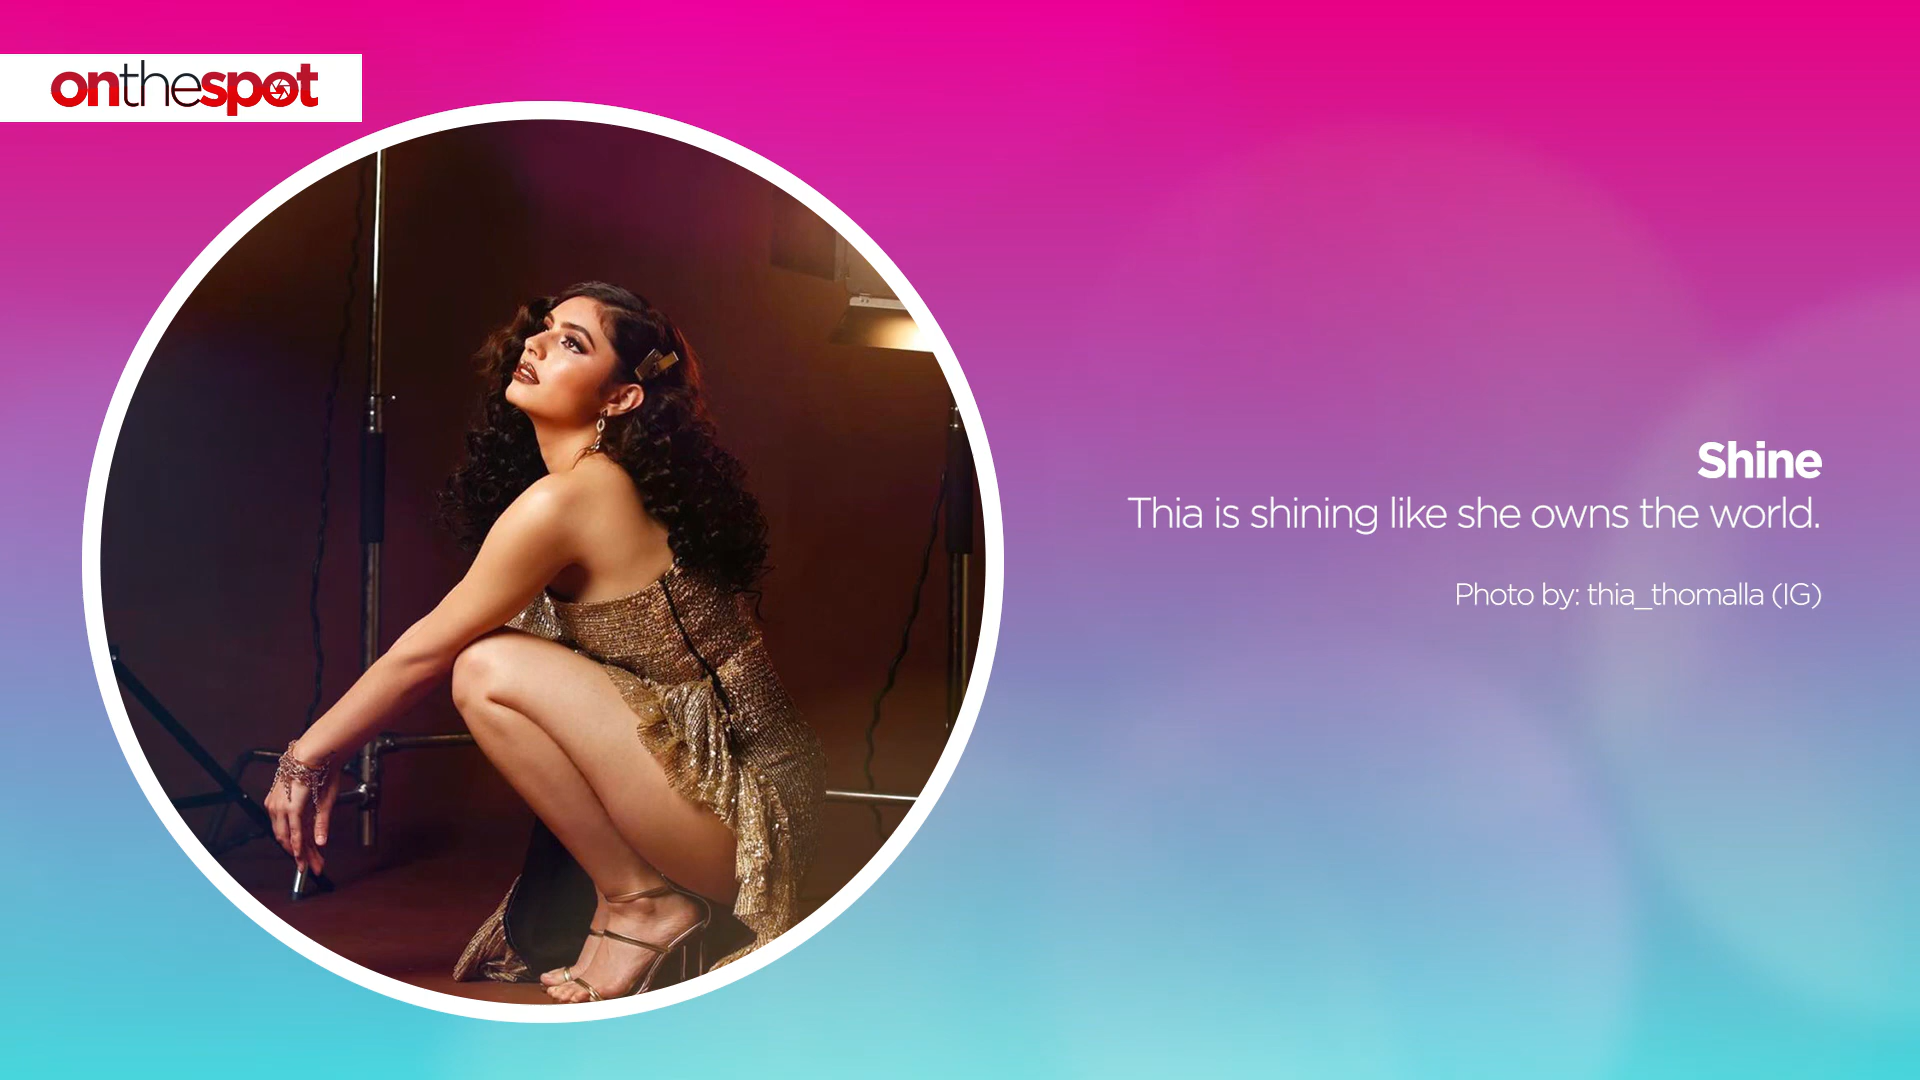 onthespot
Shine
Thia is shining like she owns the world.
Photo by: thia_thomalla (IG)